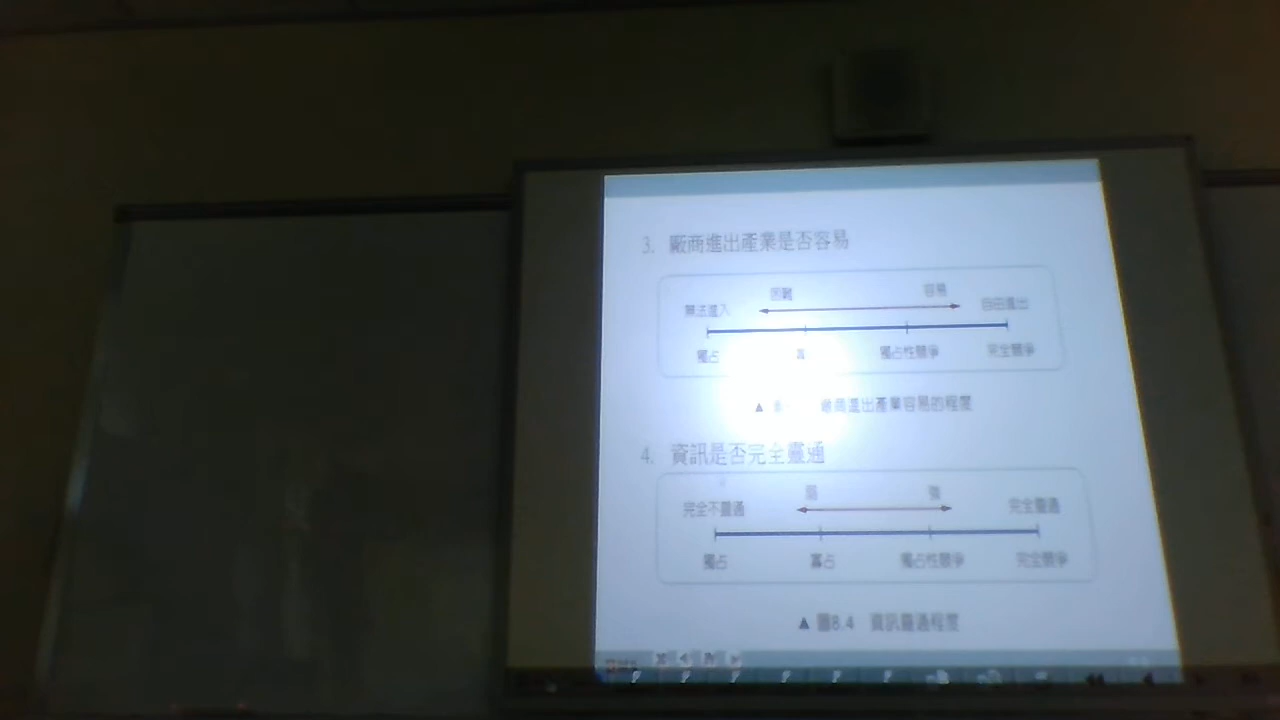 3. 廠商進出產業是否容易
困難 容易
無法進入 自由進出
獨占 寡 獨占性競爭 完全競爭
▲ 廠商進出產業容易的程度
4. 資訊是否完全靈通
弱 強
完全不靈通 完全靈通
獨占 寡占 獨占性競爭 完全競爭
▲ 圖8.4 資訊靈通程度